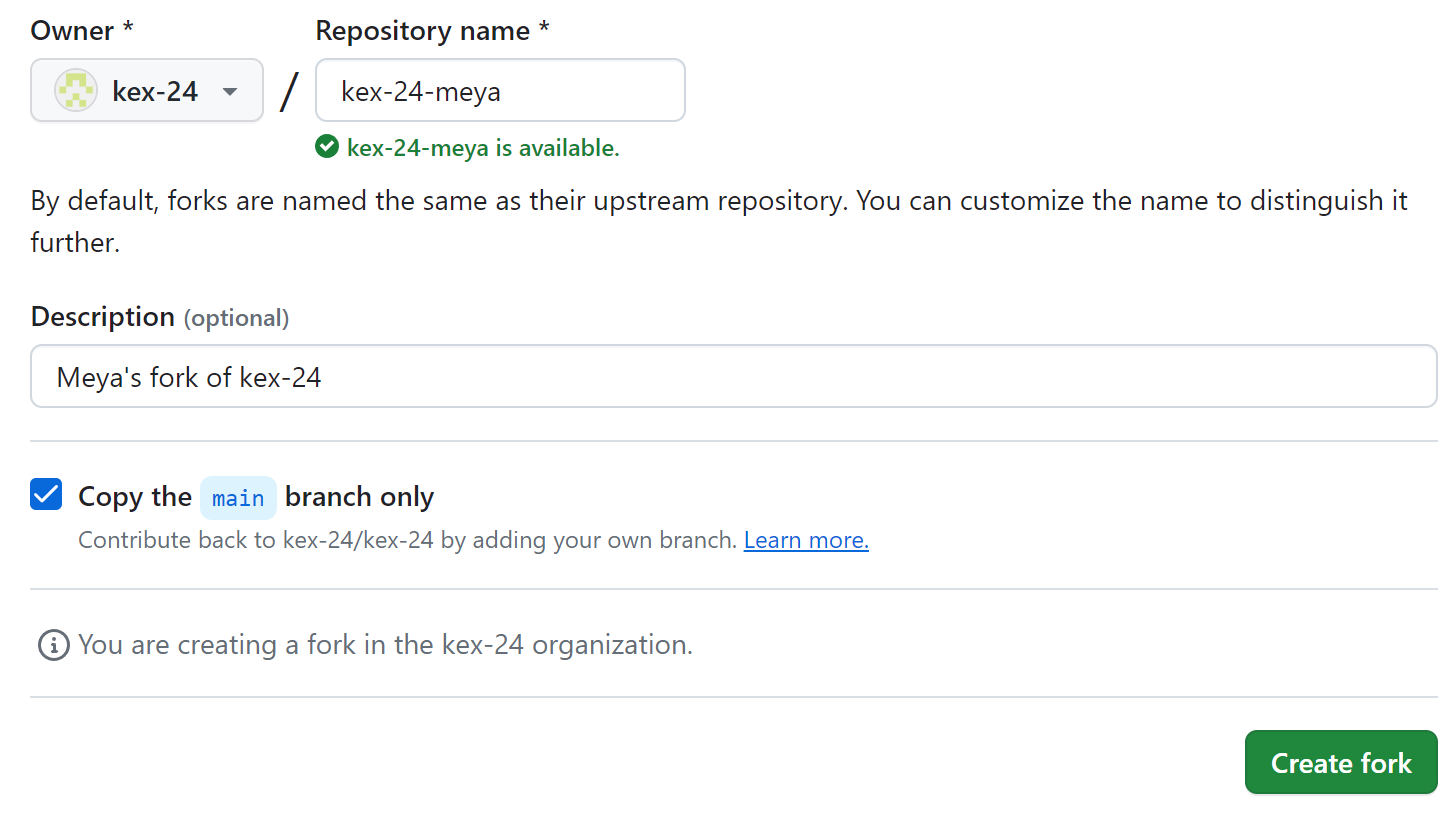 Owner * Repository name *
kex-24 / kex-24-meya
kex-24-meya is available.
By default, forks are named the same as their upstream repository. You can customize the name to distinguish it
further.
Description (optional)
Meya's fork of kex-24
Copy the main branch only
Contribute back to kex-24/kex-24 by adding your own branch. Learn more.
You are creating a fork in the kex-24 organization.
Create fork